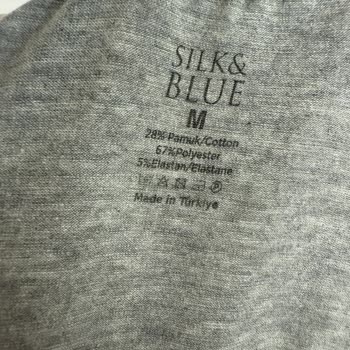 SILK&
BLUE
M
28% Pamuk/Cotton
67%Polyester
5%Elastan/Elastane
Made in Türkiye